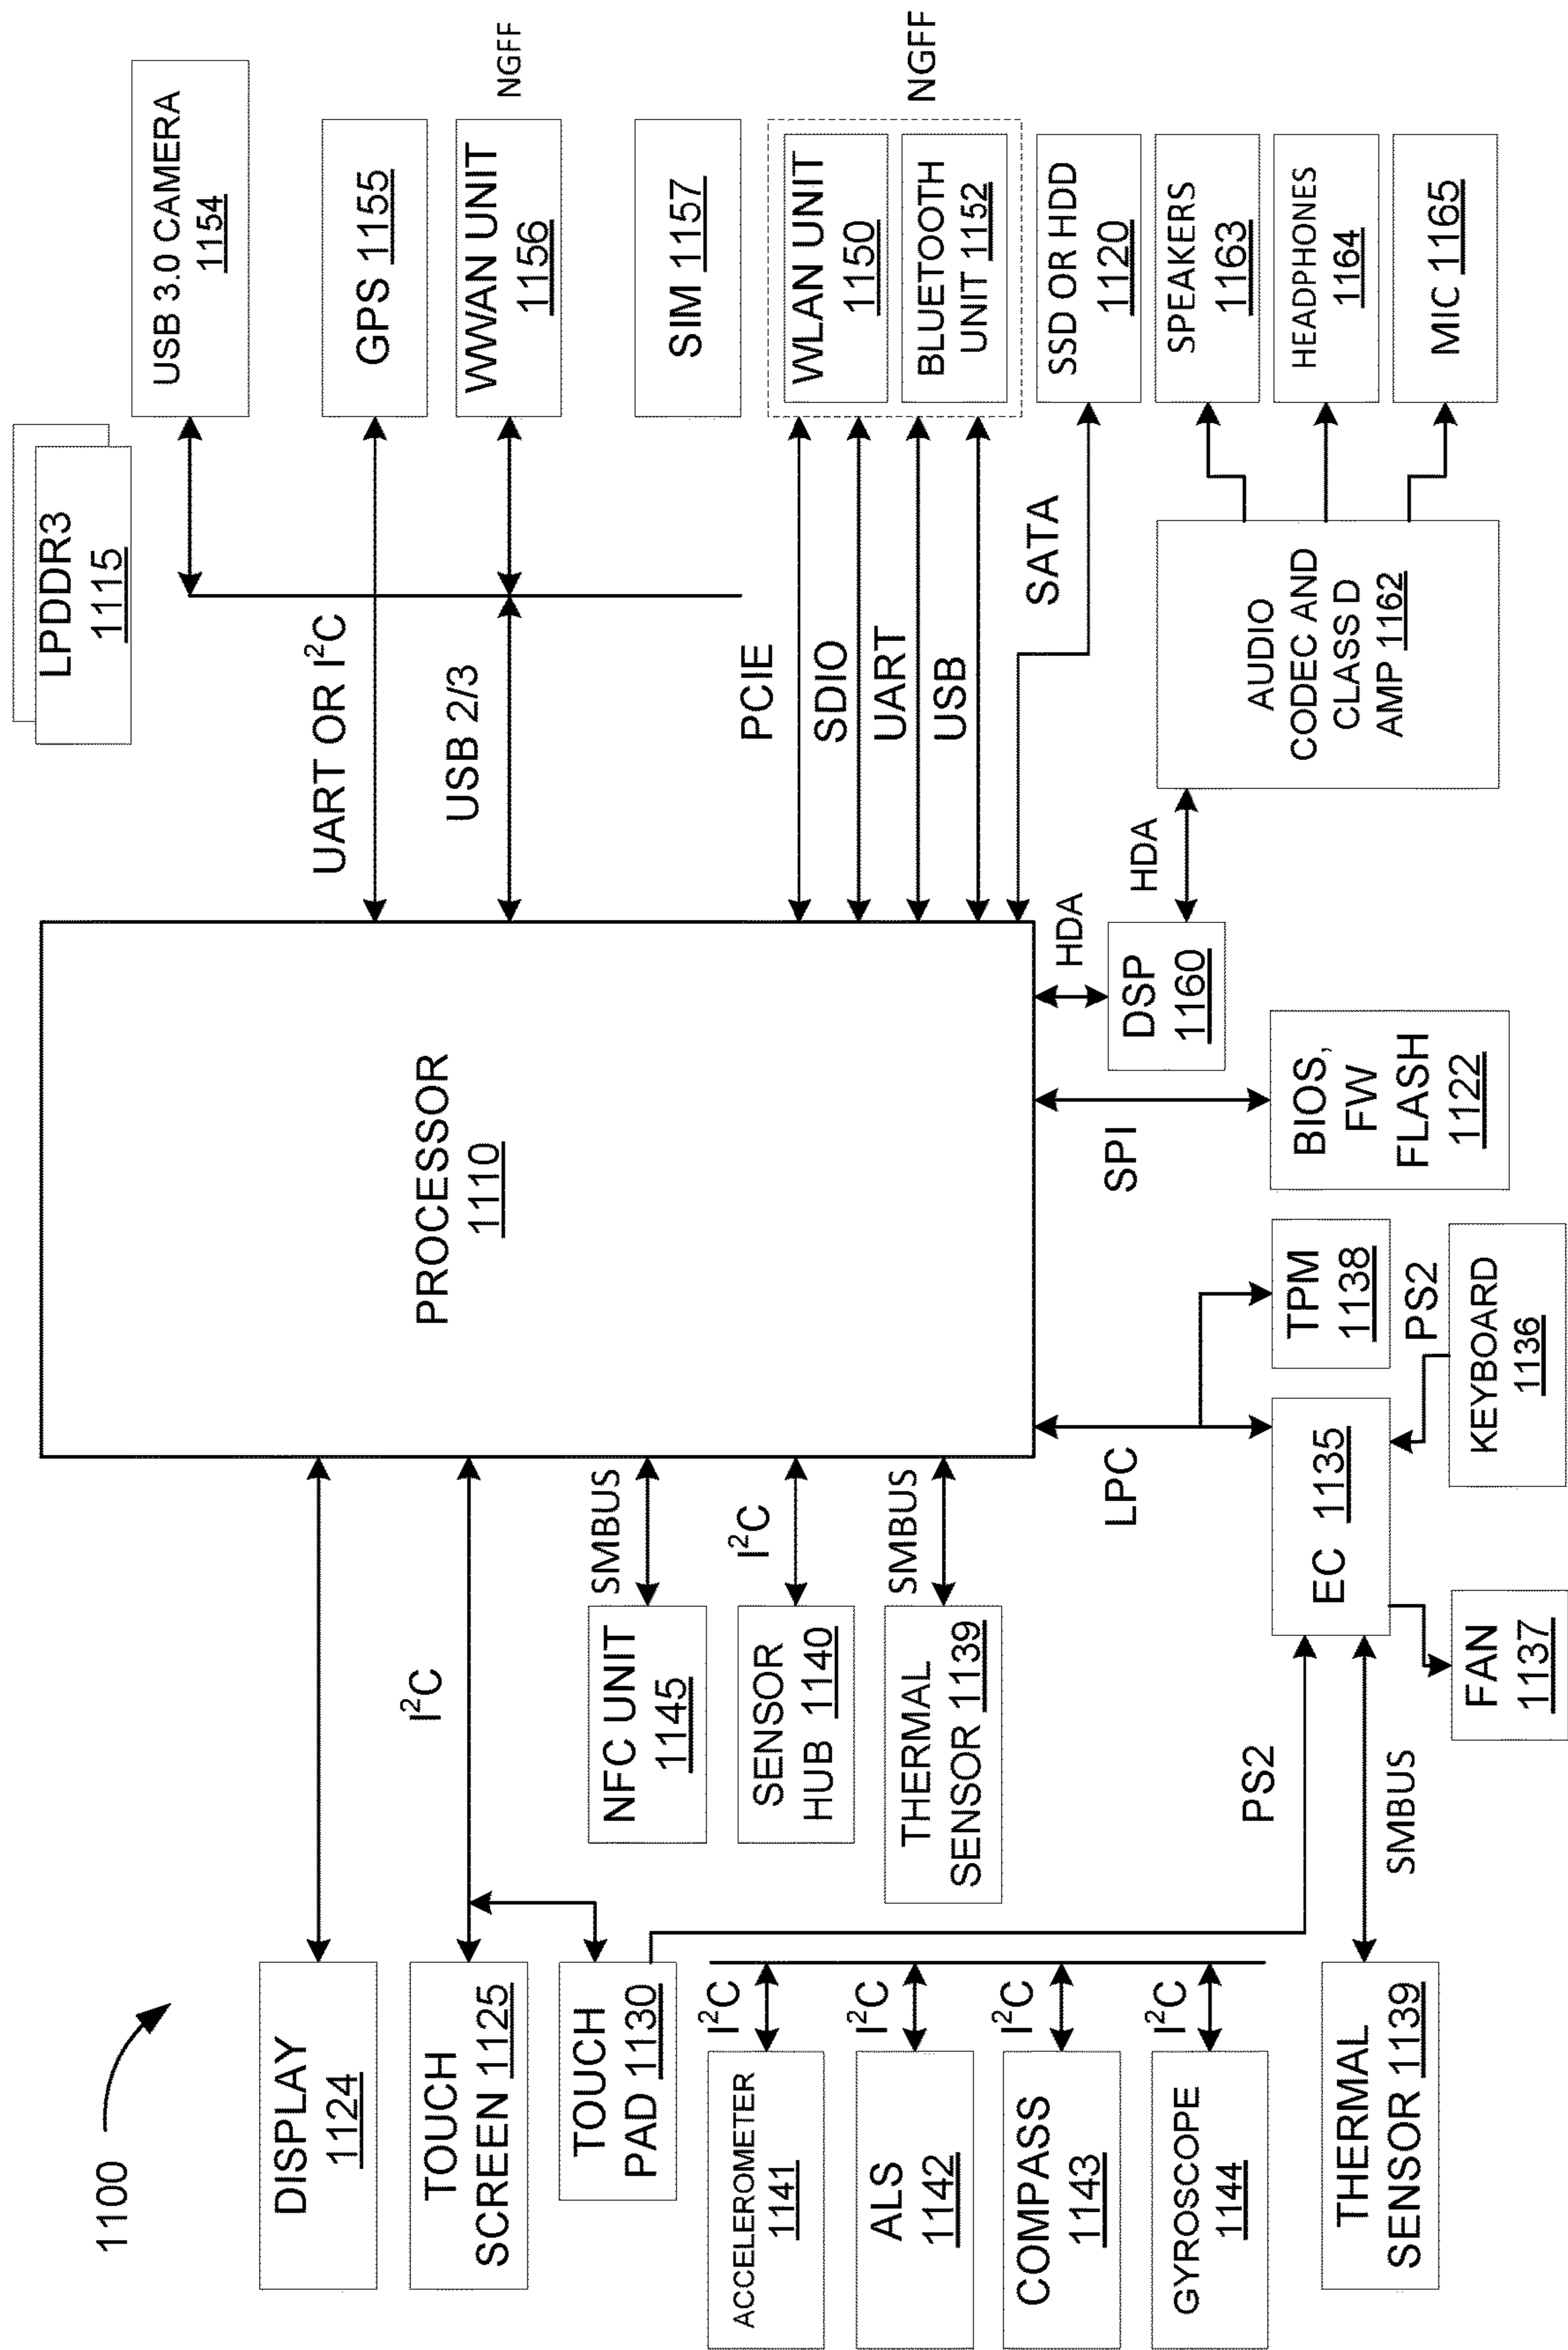 1100
LPDDR3
1115
DISPLAY
1124
TOUCH
SCREEN 1125
TOUCH
PAD 1130
I²C
ACCELEROMETER
1141
I²C
ALS
1142
I²C
COMPASS
1143
I²C
GYROSCOPE
1144
I²C
THERMAL
SENSOR 1139
SMBUS
PS2
NFC UNIT
1145
SMBUS
SENSOR
HUB 1140
I²C
THERMAL
SENSOR 1139
SMBUS
PROCESSOR
1110
LPC
EC 1135
FAN
1137
TPM
1138
PS2
KEYBOARD
1136
SPI
BIOS,
FW
FLASH
1122
HDA
DSP
1160
HDA
AUDIO
CODEC AND
CLASS D
AMP 1162
UART OR I²C
USB 2/3
PCIE
SDIO
UART
USB
SATA
USB 3.0 CAMERA
1154
GPS 1155
WWAN UNIT
1156
NGFF
SIM 1157
WLAN UNIT
1150
BLUETOOTH
UNIT 1152
NGFF
SSD OR HDD
1120
SPEAKERS
1163
HEADPHONES
1164
MIC 1165